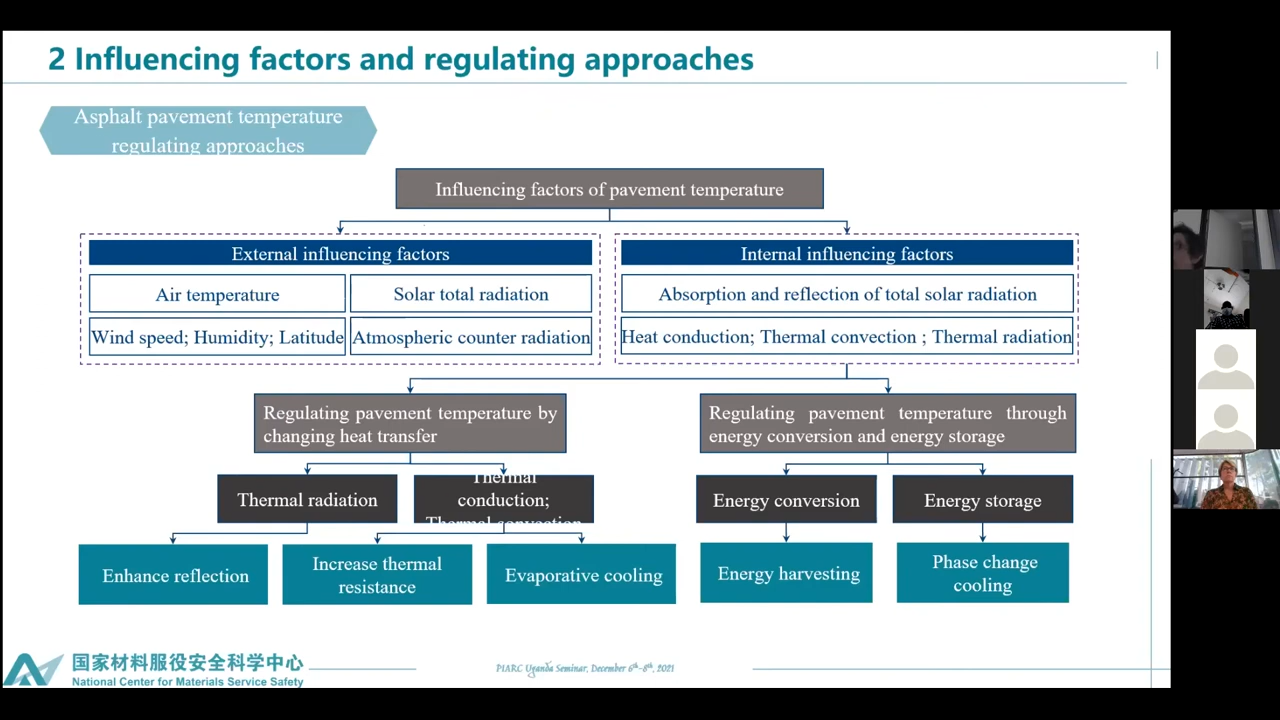 2 Influencing factors and regulating approaches
Asphalt pavement temperature
regulating approaches
Influencing factors of pavement temperature
External influencing factors
Internal influencing factors
Air temperature
Solar total radiation
Absorption and reflection of total solar radiation
Wind speed; Humidity; Latitude
Atmospheric counter radiation
Heat conduction; Thermal convection ; Thermal radiation
Regulating pavement temperature by
changing heat transfer
Regulating pavement temperature through
energy conversion and energy storage
Thermal radiation
Thermal
conduction;
Thermal convection
Energy conversion
Energy storage
Enhance reflection
Increase thermal
resistance
Evaporative cooling
Energy harvesting
Phase change
cooling
国家材料服役安全科学中心
National Center for Materials Service Safety
PIARC Uganda Seminar, December 6th-8th, 2021